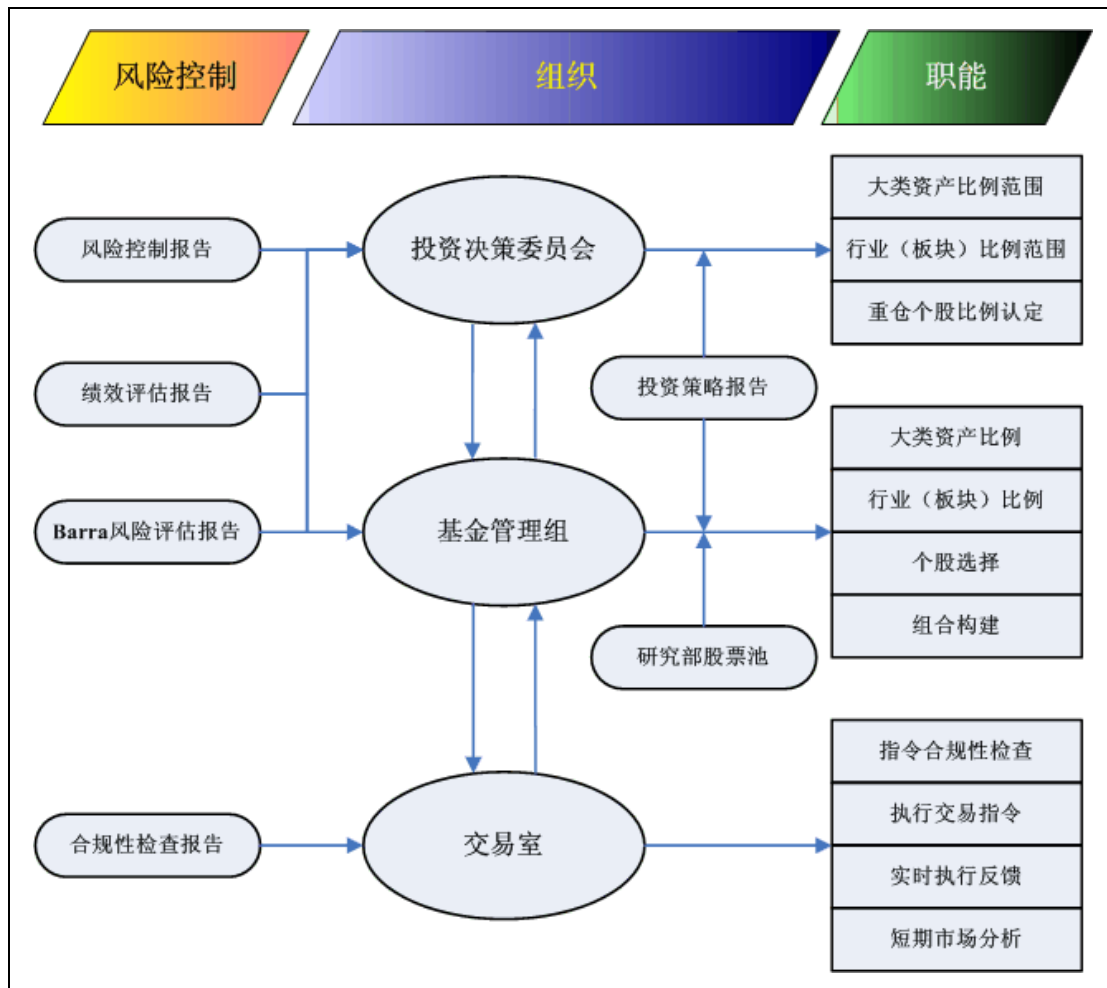 风险控制
组织
职能
大类资产比例范围
风险控制报告
投资决策委员会
行业（板块）比例范围
重仓个股比例认定
绩效评估报告
投资策略报告
大类资产比例
行业（板块）比例
Barra风险评估报告
基金管理组
个股选择
组合构建
研究部股票池
指令合规性检查
执行交易指令
合规性检查报告
交易室
实时执行反馈
短期市场分析